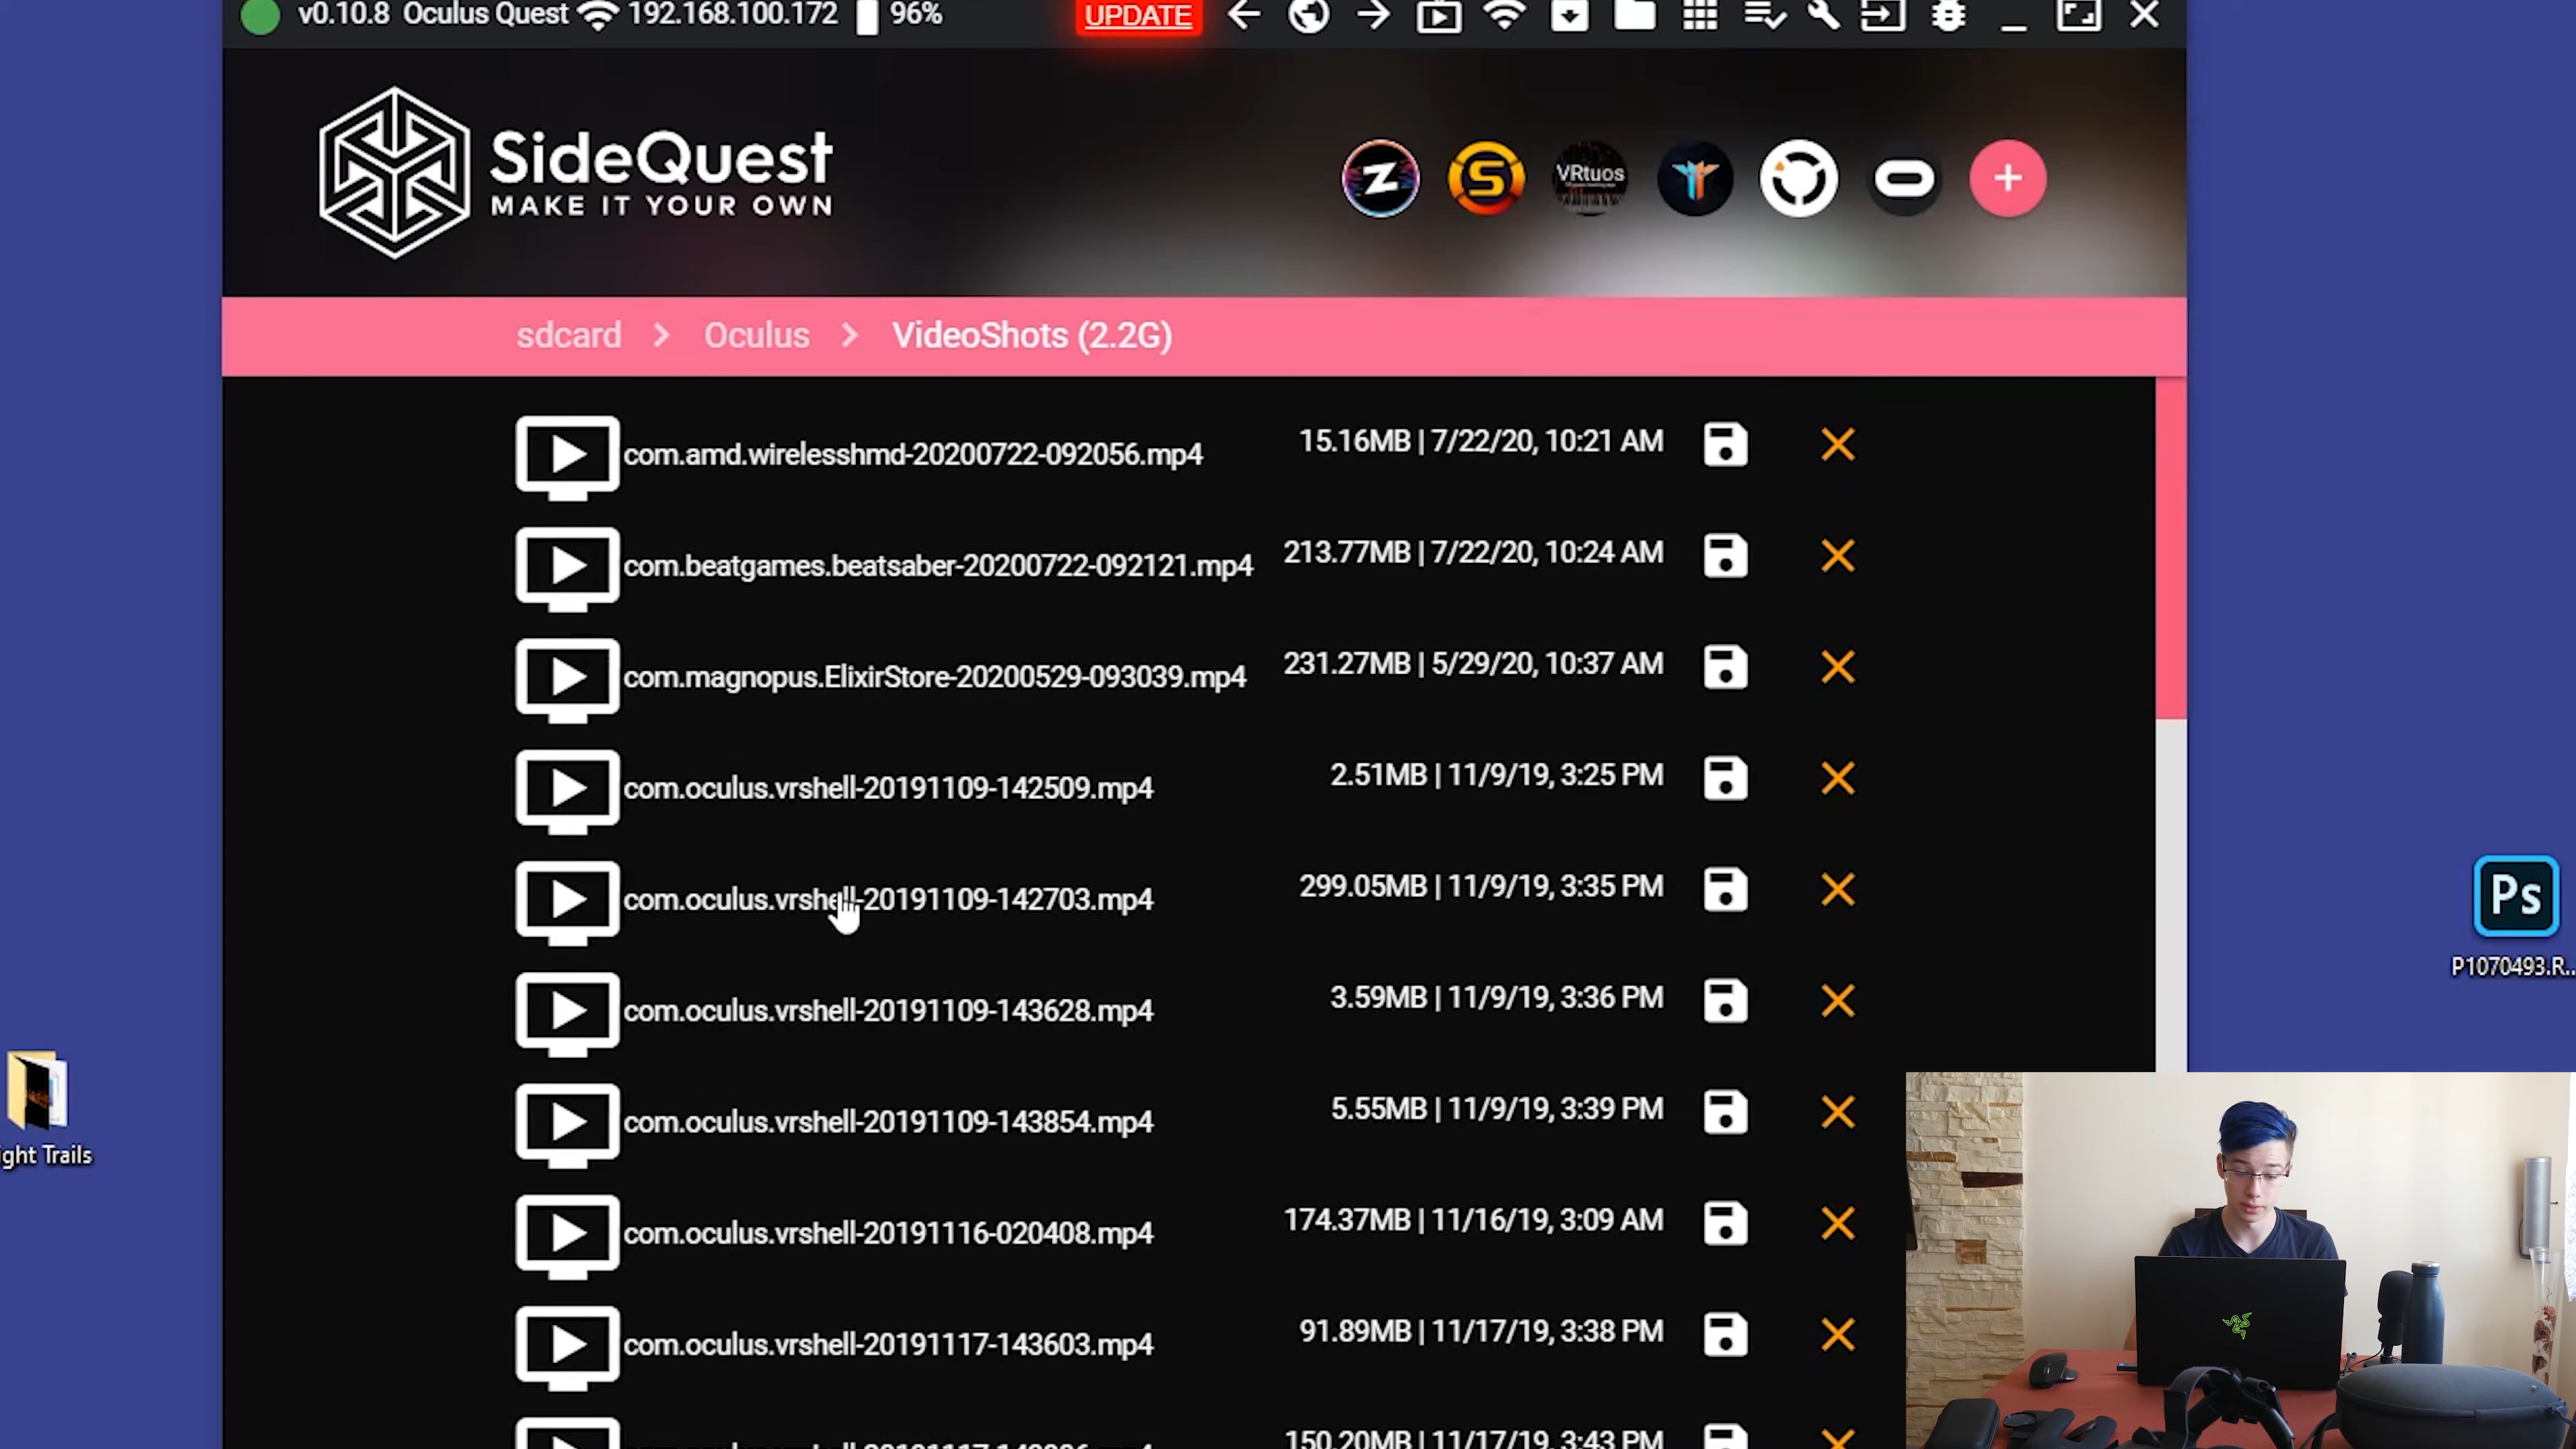 v0.10.8 Oculus Quest 192.168.100.172 96% UPDATE
SideQuest
MAKE IT YOUR OWN
Z S VRtuos
sdcard > Oculus > VideoShots (2.2G)
com.amd.wirelesshmd-20200722-092056.mp4 15.16MB | 7/22/20, 10:21 AM
com.beatgames.beatsaber-20200722-092121.mp4 213.77MB | 7/22/20, 10:24 AM
com.magnopus.ElixirStore-20200529-093039.mp4 231.27MB | 5/29/20, 10:37 AM
com.oculus.vrshell-20191109-142509.mp4 2.51MB | 11/9/19, 3:25 PM
com.oculus.vrshell-20191109-142703.mp4 299.05MB | 11/9/19, 3:35 PM
Ps
P1070493.R...
com.oculus.vrshell-20191109-143628.mp4 3.59MB | 11/9/19, 3:36 PM
com.oculus.vrshell-20191109-143854.mp4 5.55MB | 11/9/19, 3:39 PM
ight Trails
com.oculus.vrshell-20191116-020408.mp4 174.37MB | 11/16/19, 3:09 AM
com.oculus.vrshell-20191117-143603.mp4 91.89MB | 11/17/19, 3:38 PM
150.20MB | 11/17/19, 3:43 PM